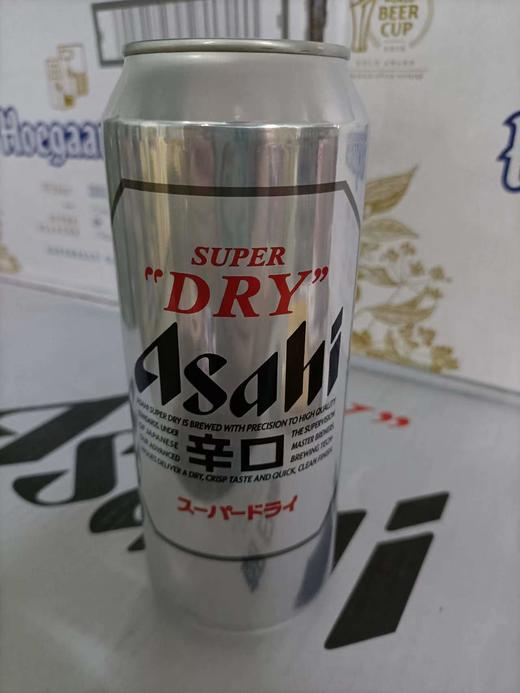 BEER
CUP
Hoegaar
SUPER
"DRY"
Asahi
ASAHI SUPER DRY IS BREWED WITH PRECISION TO HIGH QUALITY
STANDARDS, UNDER THE SUPERVISION
OF JAPANESE MASTER BREWERS
OUR ADVANCED BREWING TECH
辛口
NIQUES DELIVER A DRY, CRISP TASTE AND QUICK, CLEAN FINISH
スーパードライ